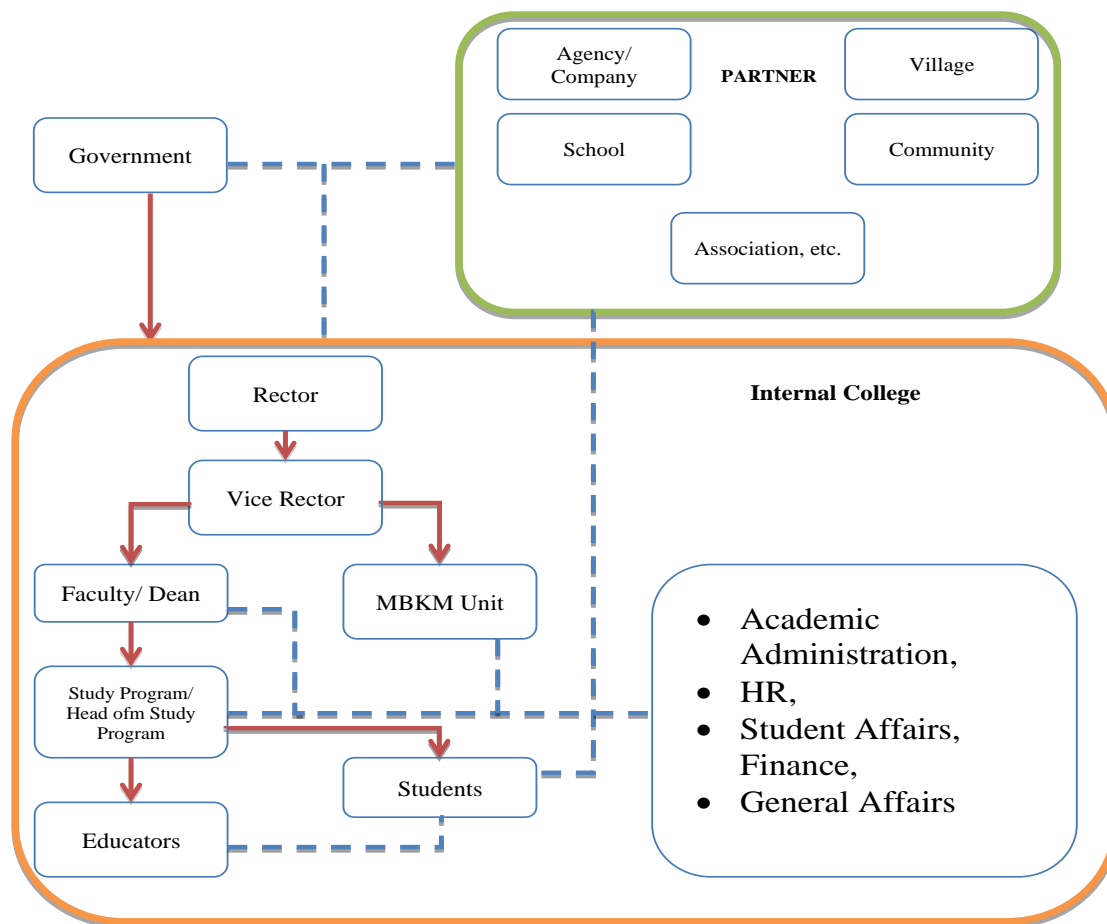 Agency/
Company
PARTNER
Village
Government
School
Community
Association, etc.
Rector
Internal College
Vice Rector
Faculty/ Dean
MBKM Unit
• Academic
Administration,
• HR,
• Student Affairs,
Finance,
• General Affairs
Study Program/
Head ofm Study
Program
Students
Educators